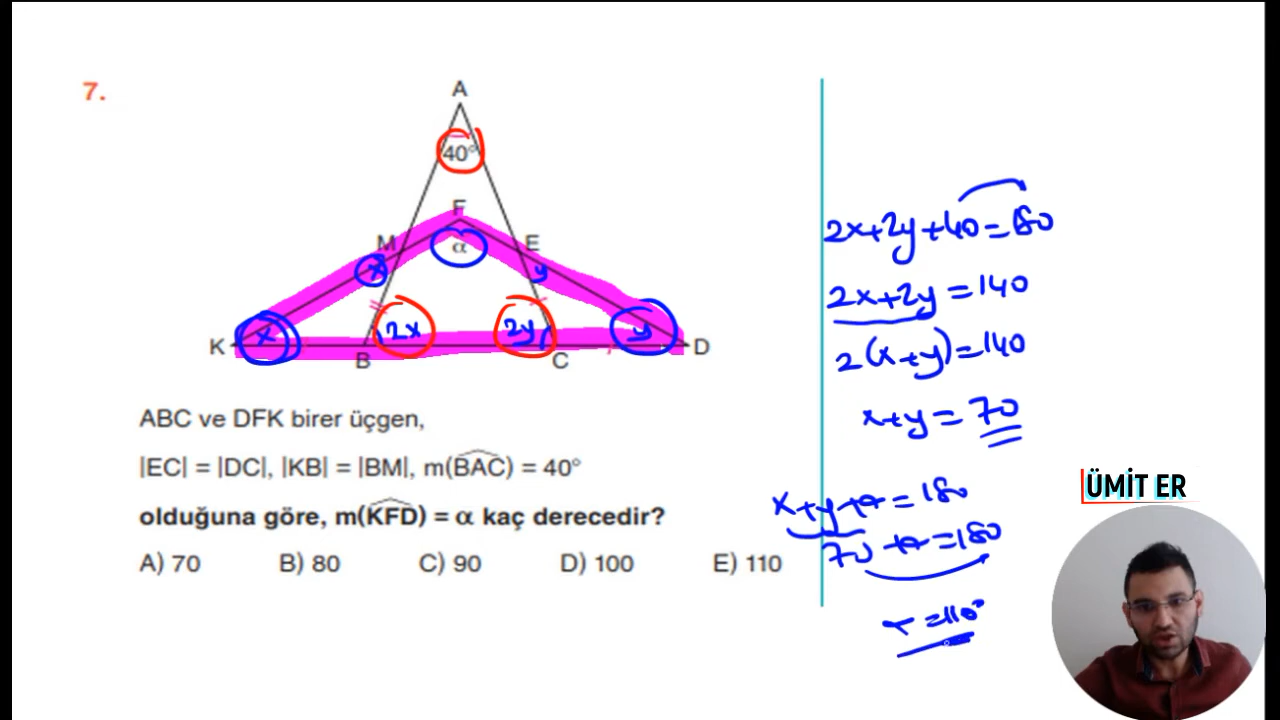 7.
A
40°
F
M
α
E
x
y
x
2x
2y
y
K
B
C
D
ABC ve DFK birer üçgen,
|EC| = |DC|, |KB| = |BM|, m(BAC) = 40°
olduğuna göre, m(KFD) = α kaç derecedir?
A) 70 B) 80 C) 90 D) 100 E) 110
2x+2y+40=180
2x+2y=140
2(x+y)=140
x+y=70
x+y+α=180
70+α=180
α=110°
ÜMİT ER